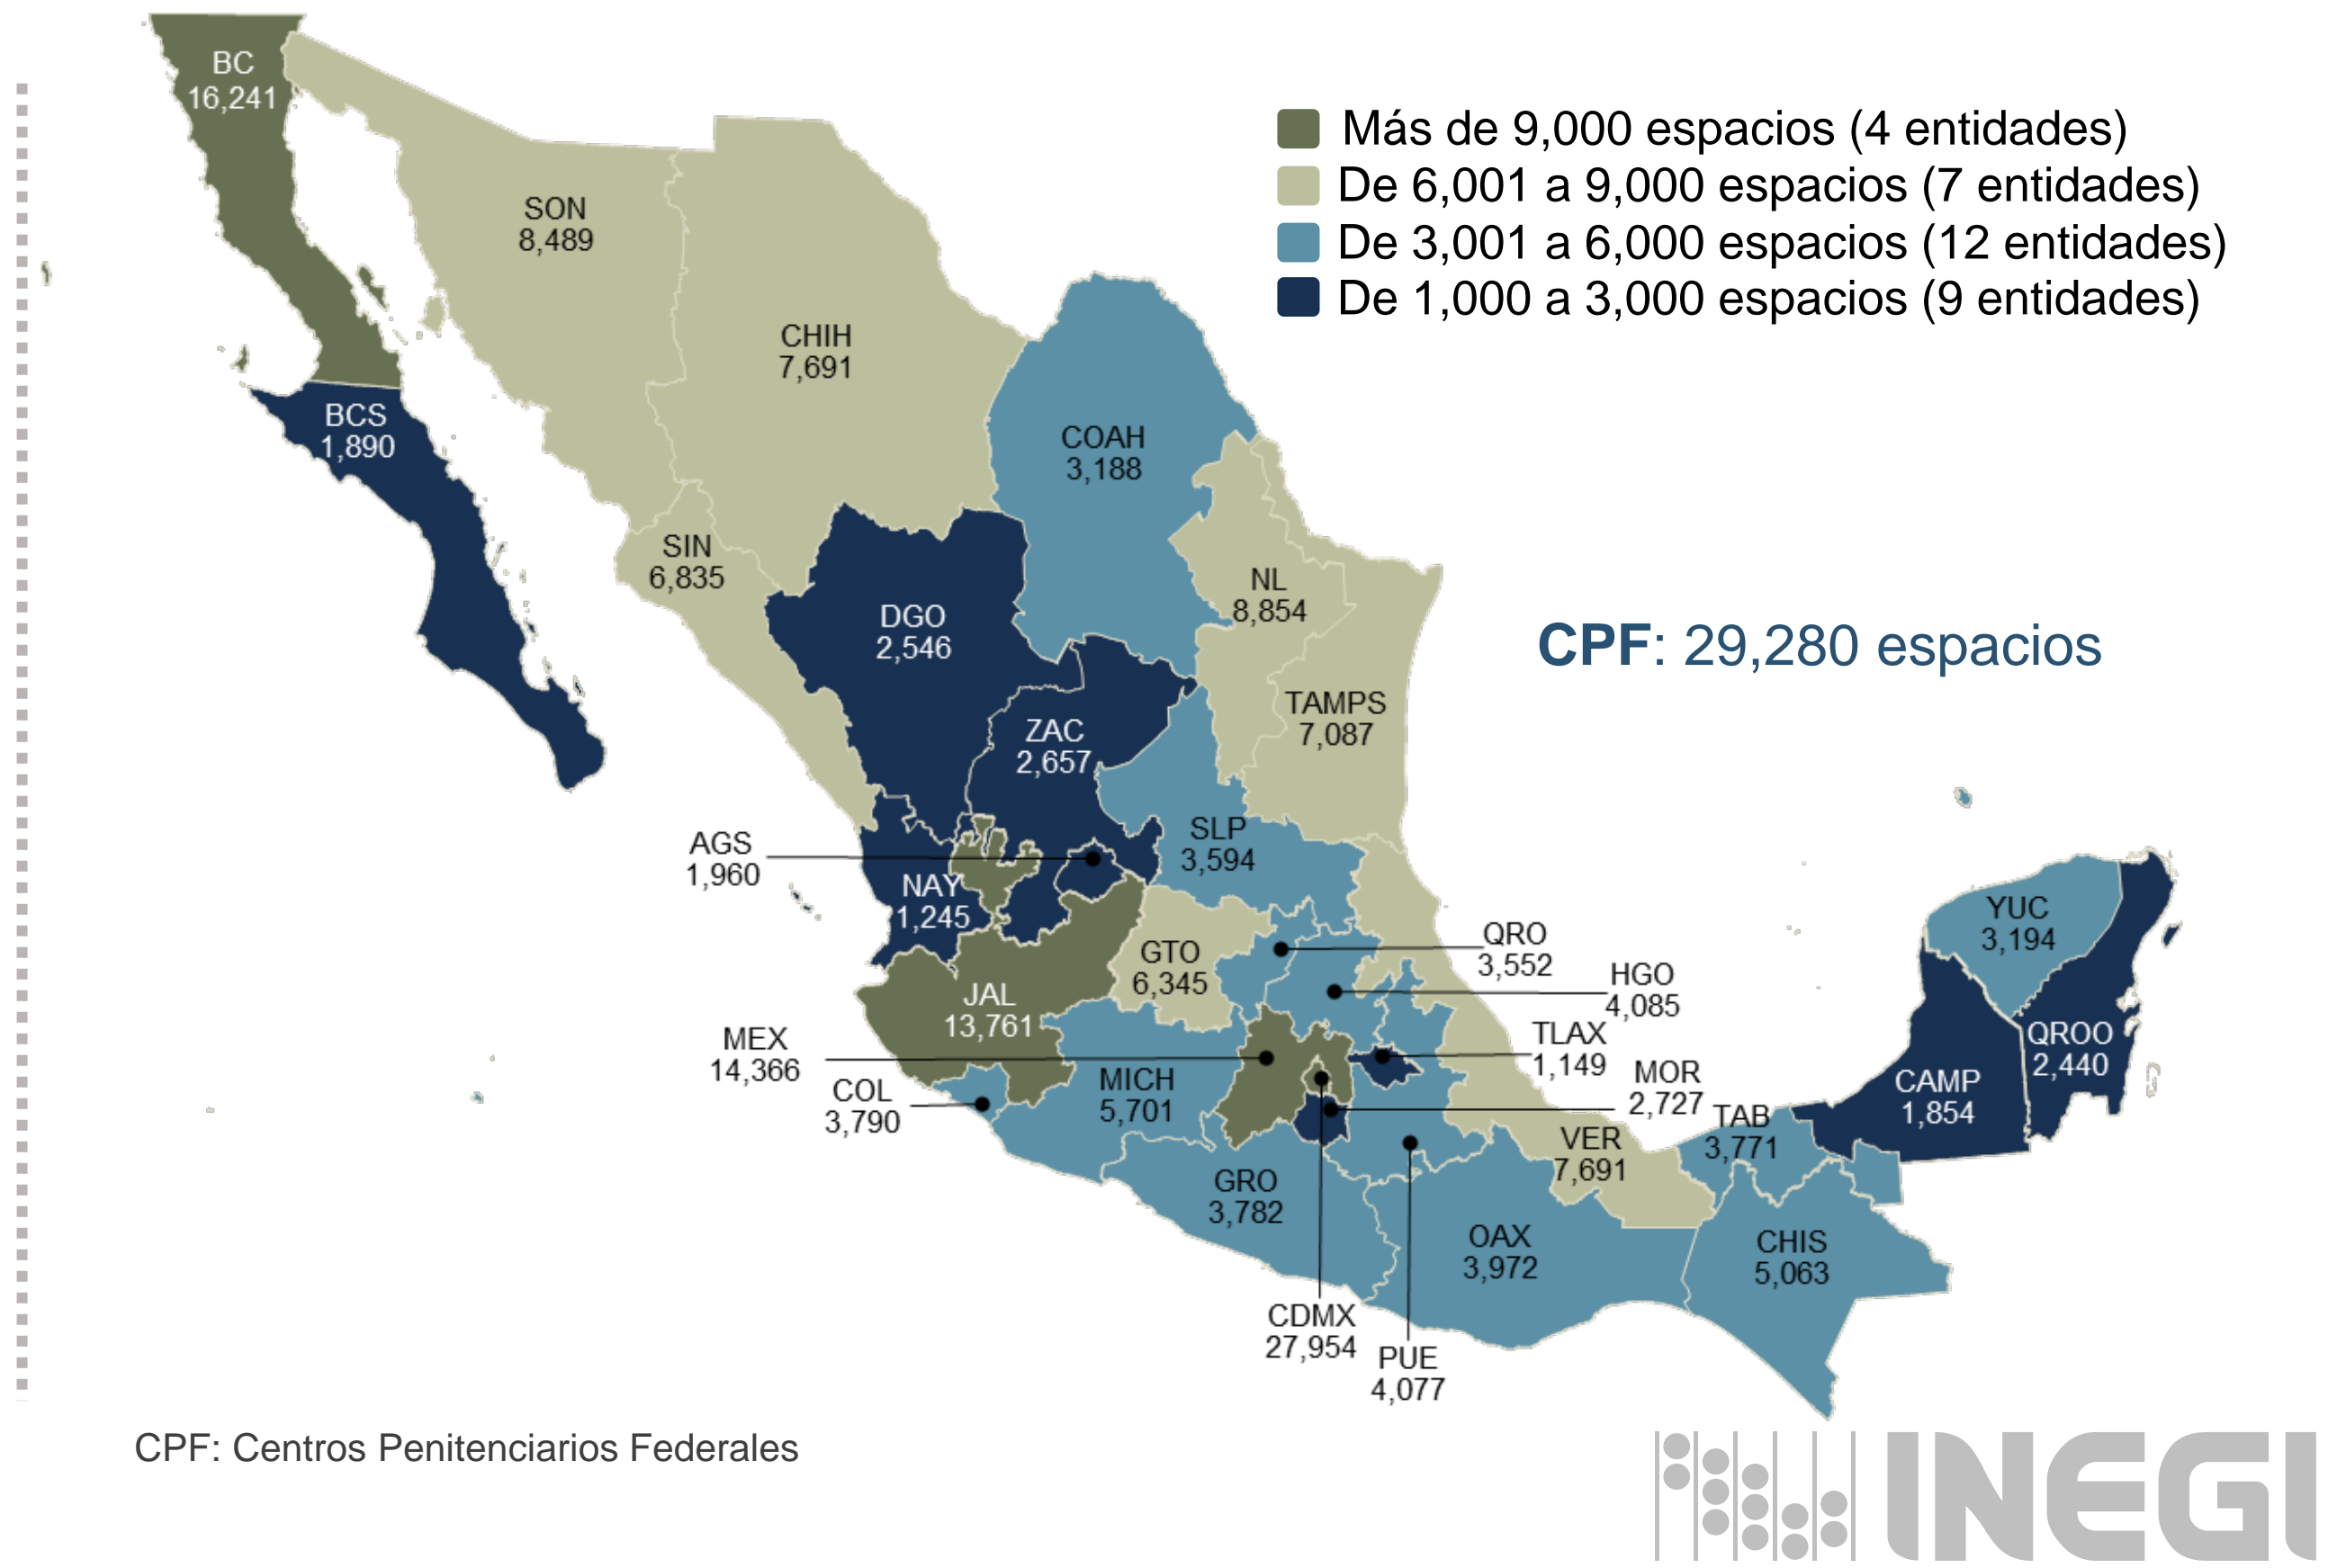 BC
16,241
Más de 9,000 espacios (4 entidades)
De 6,001 a 9,000 espacios (7 entidades)
De 3,001 a 6,000 espacios (12 entidades)
De 1,000 a 3,000 espacios (9 entidades)
SON
8,489
CHIH
7,691
BCS
1,890
COAH
3,188
SIN
6,835
NL
8,854
DGO
2,546
CPF: 29,280 espacios
TAMPS
7,087
ZAC
2,657
AGS
1,960
SLP
3,594
NAY
1,245
YUC
3,194
GTO
6,345
QRO
3,552
HGO
4,085
JAL
13,761
MEX
14,366
TLAX
1,149
QROO
2,440
COL
3,790
MICH
5,701
MOR
2,727
CAMP
1,854
TAB
3,771
VER
7,691
GRO
3,782
OAX
3,972
CHIS
5,063
CDMX
27,954
PUE
4,077
CPF: Centros Penitenciarios Federales
INEGI